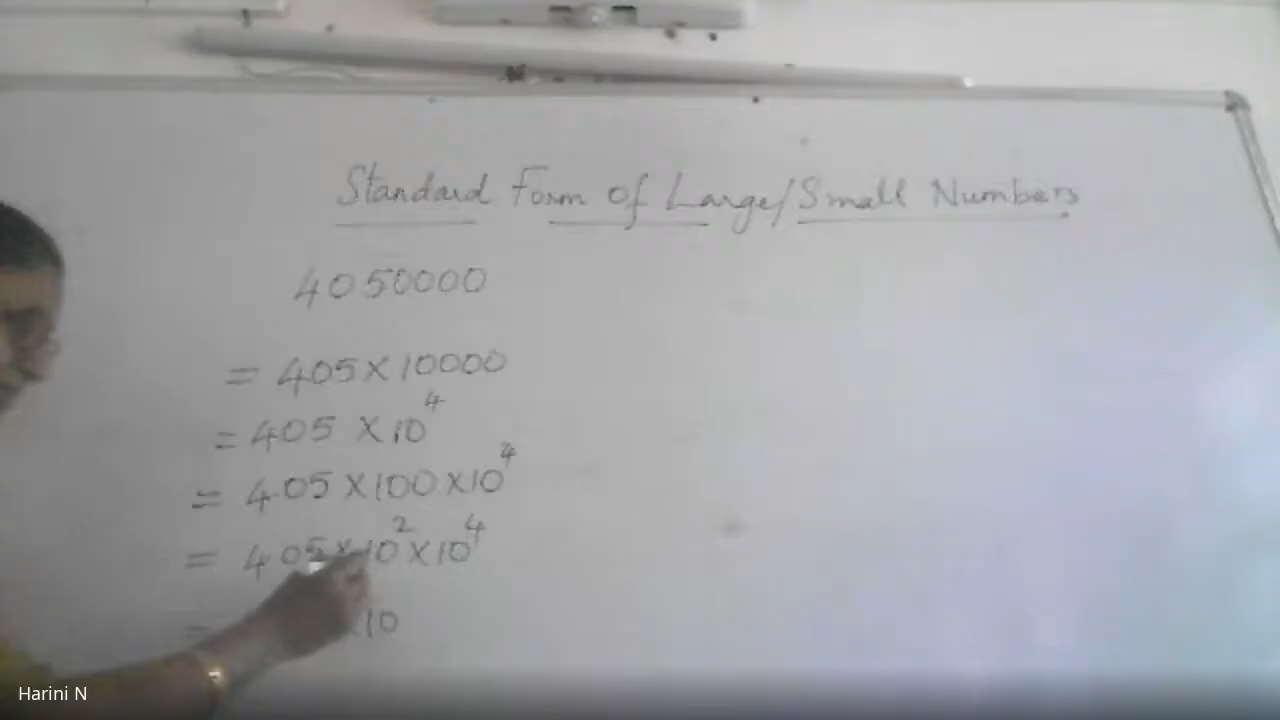 Standard Form of Large/Small Numbers
4050000
= 405×10000
= 405 ×10⁴
= 4.05×100×10⁴
= 4.05×10²×10⁴
= ×10
Harini N